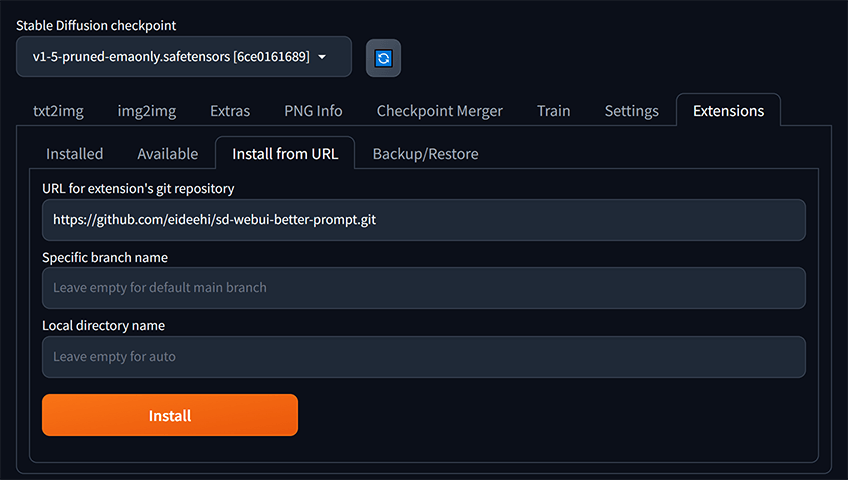 Stable Diffusion checkpoint
v1-5-pruned-emaonly.safetensors [6ce0161689]
txt2img img2img Extras PNG Info Checkpoint Merger Train Settings Extensions
Installed Available Install from URL Backup/Restore
URL for extension's git repository
https://github.com/eideehi/sd-webui-better-prompt.git
Specific branch name
Leave empty for default main branch
Local directory name
Leave empty for auto
Install